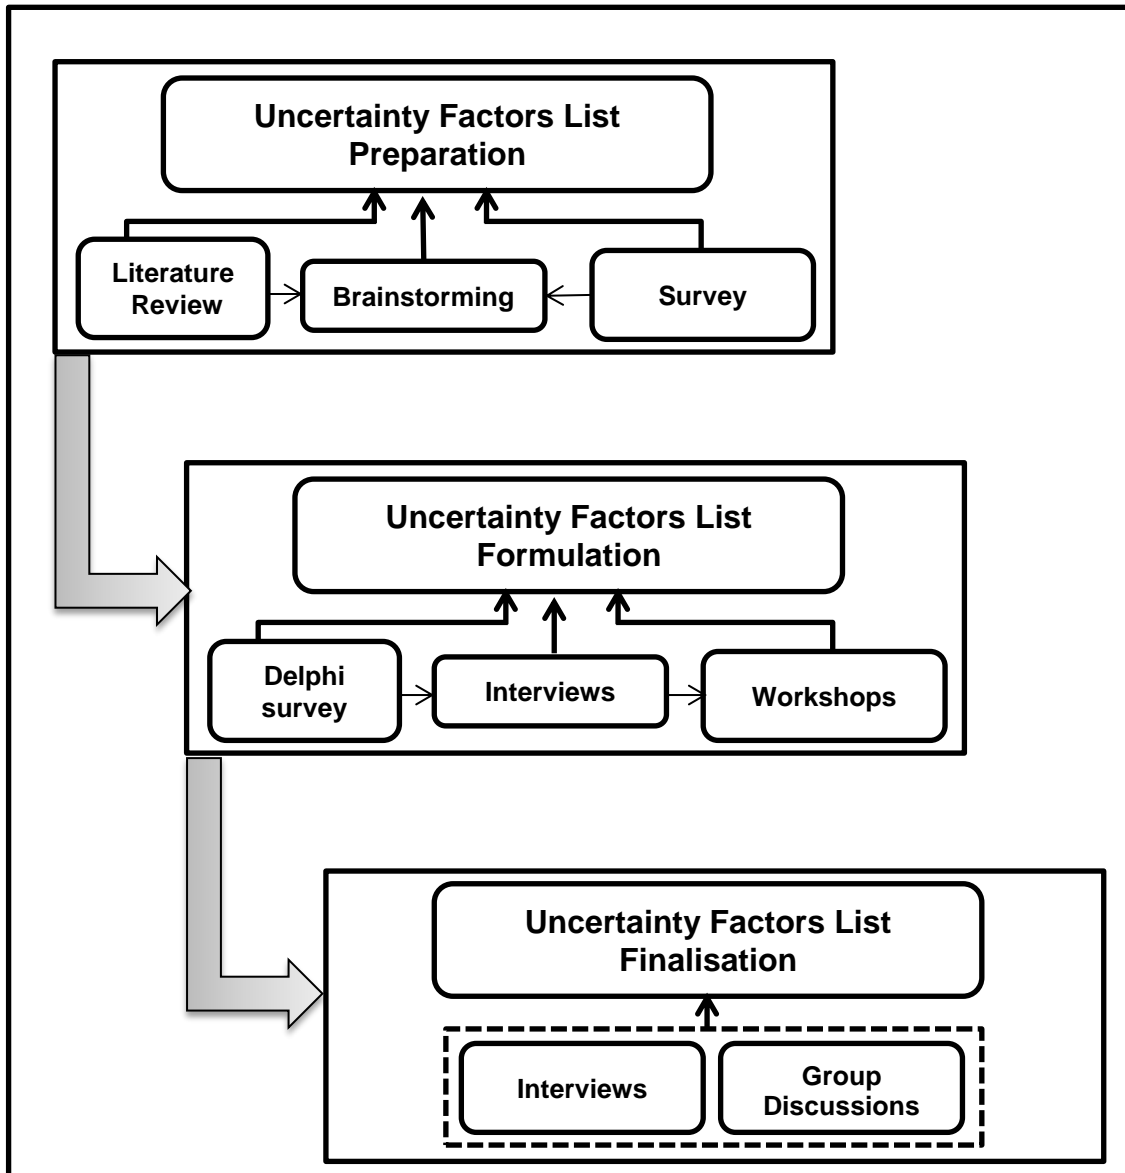 Uncertainty Factors List
Preparation
Literature
Review
Brainstorming
Survey
Uncertainty Factors List
Formulation
Delphi
survey
Interviews
Workshops
Uncertainty Factors List
Finalisation
Interviews
Group
Discussions